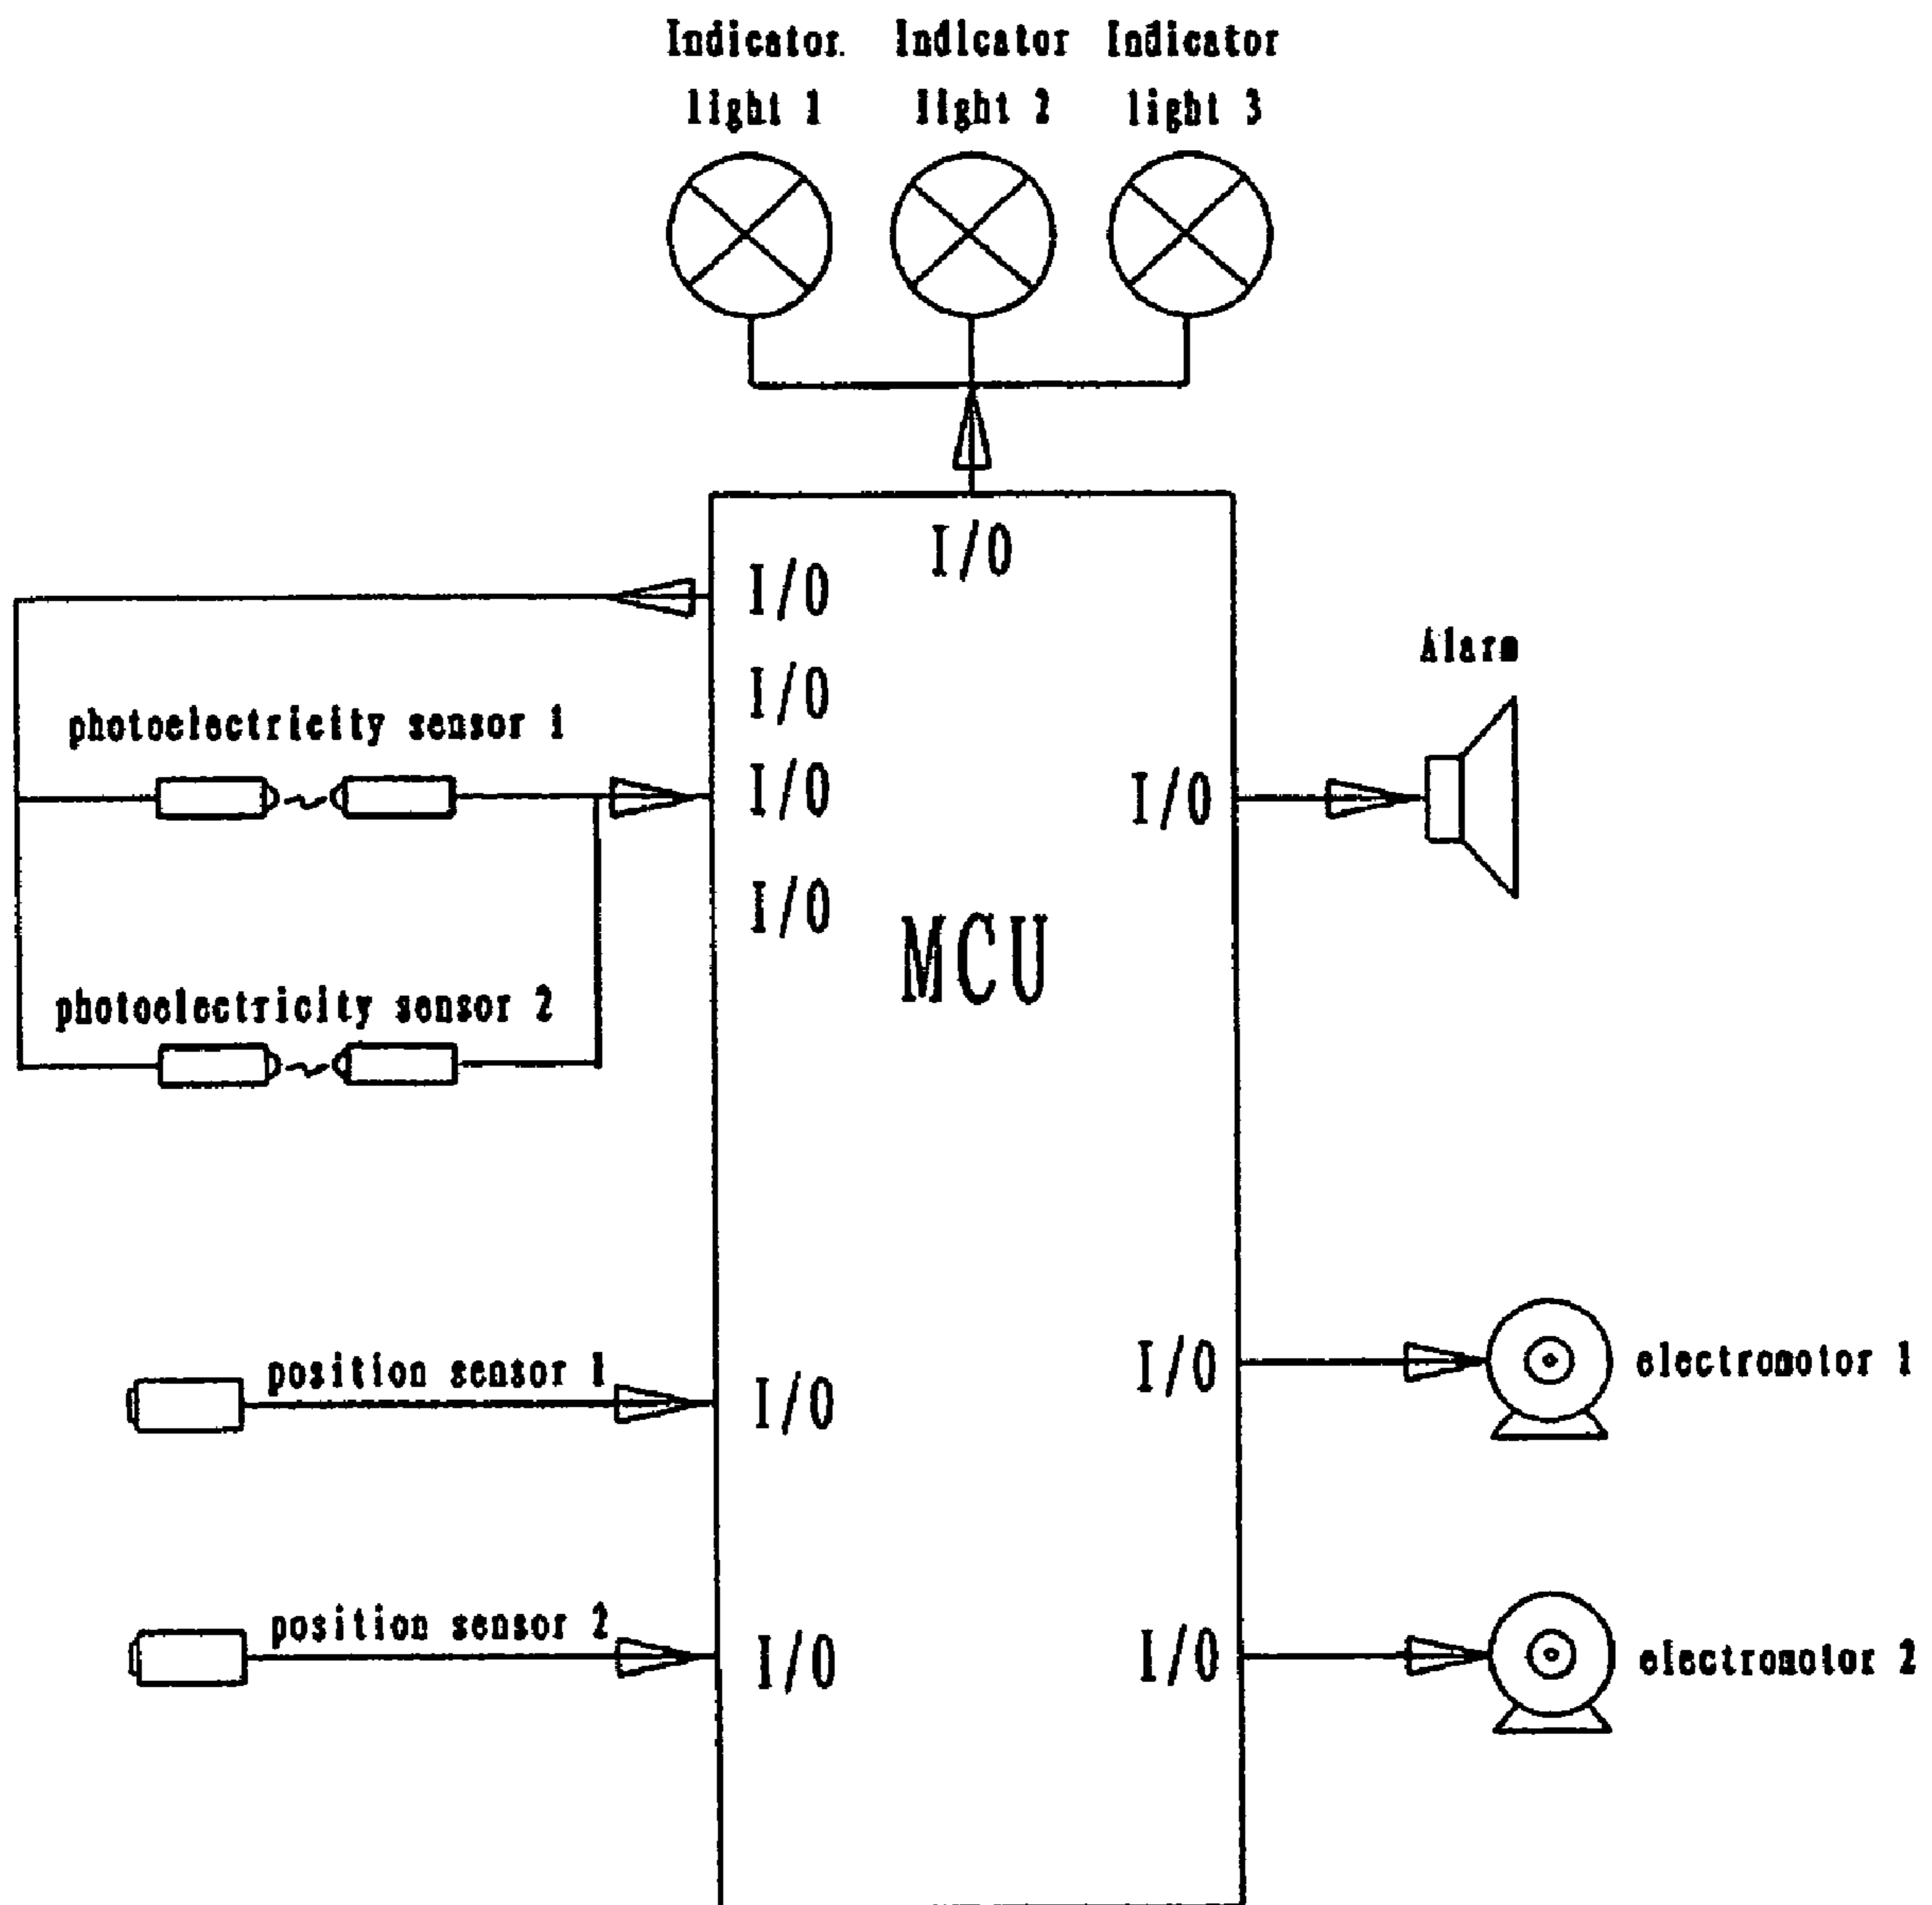 Indicator. Indicator Indicator
light 1 light 2 light 3
I/O
I/O
Alarm
I/O
photoelectricity sensor 1
I/O
I/O
I/O
MCU
photoelectricity sensor 2
position sensor 1
I/O
I/O
electromotor 1
position sensor 2
I/O
I/O
electromotor 2